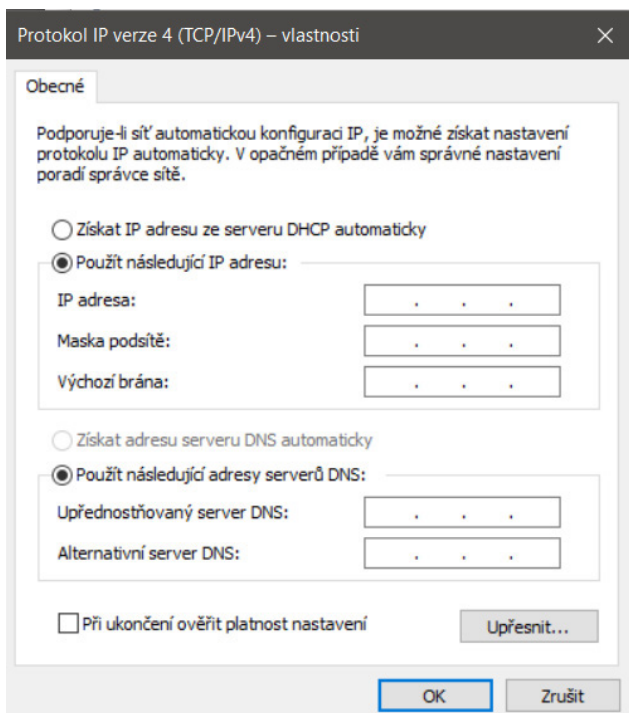 Protokol IP verze 4 (TCP/IPv4) – vlastnosti
Obecné
Podporuje-li síť automatickou konfiguraci IP, je možné získat nastavení
protokolu IP automaticky. V opačném případě vám správné nastavení
poradí správce sítě.
Získat IP adresu ze serveru DHCP automaticky
Použít následující IP adresu:
IP adresa:
Maska podsítě:
Výchozí brána:
Získat adresu serveru DNS automaticky
Použít následující adresy serverů DNS:
Upřednostňovaný server DNS:
Alternativní server DNS:
Při ukončení ověřit platnost nastavení
Upřesnit...
OK
Zrušit